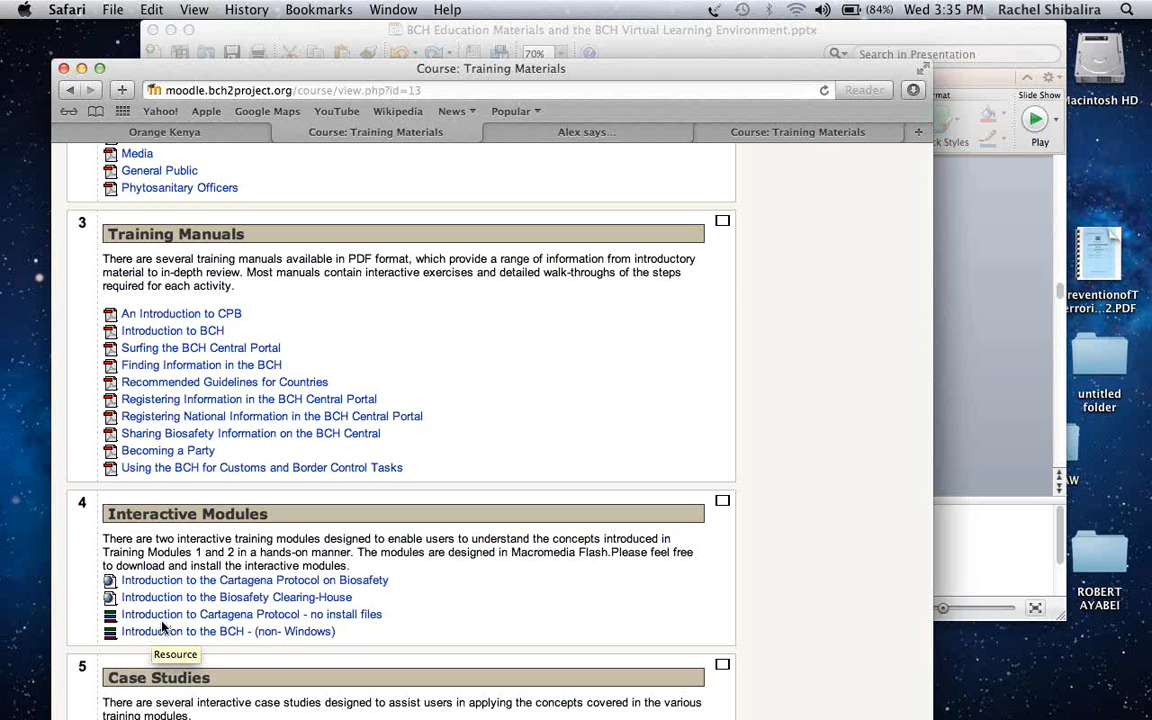 Safari File Edit View History Bookmarks Window Help (84%) Wed 3:35 PM Rachel Shibalira
BCH Education Materials and the BCH Virtual Learning Environment.pptx
70% Search in Presentation
Course: Training Materials
moodle.bch2project.org/course/view.php?id=13 Reader
Yahoo! Apple Google Maps YouTube Wikipedia News Popular
Orange Kenya Course: Training Materials Alex says... Course: Training Materials
Media
General Public
Phytosanitary Officers
3
Training Manuals
There are several training manuals available in PDF format, which provide a range of information from introductory
material to in-depth review. Most manuals contain interactive exercises and detailed walk-throughs of the steps
required for each activity.
An Introduction to CPB
Introduction to BCH
Surfing the BCH Central Portal
Finding Information in the BCH
Recommended Guidelines for Countries
Registering Information in the BCH Central Portal
Registering National Information in the BCH Central Portal
Sharing Biosafety Information on the BCH Central
Becoming a Party
Using the BCH for Customs and Border Control Tasks
4
Interactive Modules
There are two interactive training modules designed to enable users to understand the concepts introduced in
Training Modules 1 and 2 in a hands-on manner. The modules are designed in Macromedia Flash.Please feel free
to download and install the interactive modules.
Introduction to the Cartagena Protocol on Biosafety
Introduction to the Biosafety Clearing-House
Introduction to Cartagena Protocol - no install files
Introduction to the BCH - (non- Windows)
Resource
5
Case Studies
There are several interactive case studies designed to assist users in applying the concepts covered in the various
training modules.
rmat Slide Show
ck Styles Play
Macintosh HD
reventionofT
errori...2.PDF
untitled
folder
AW
ROBERT
AYABEI